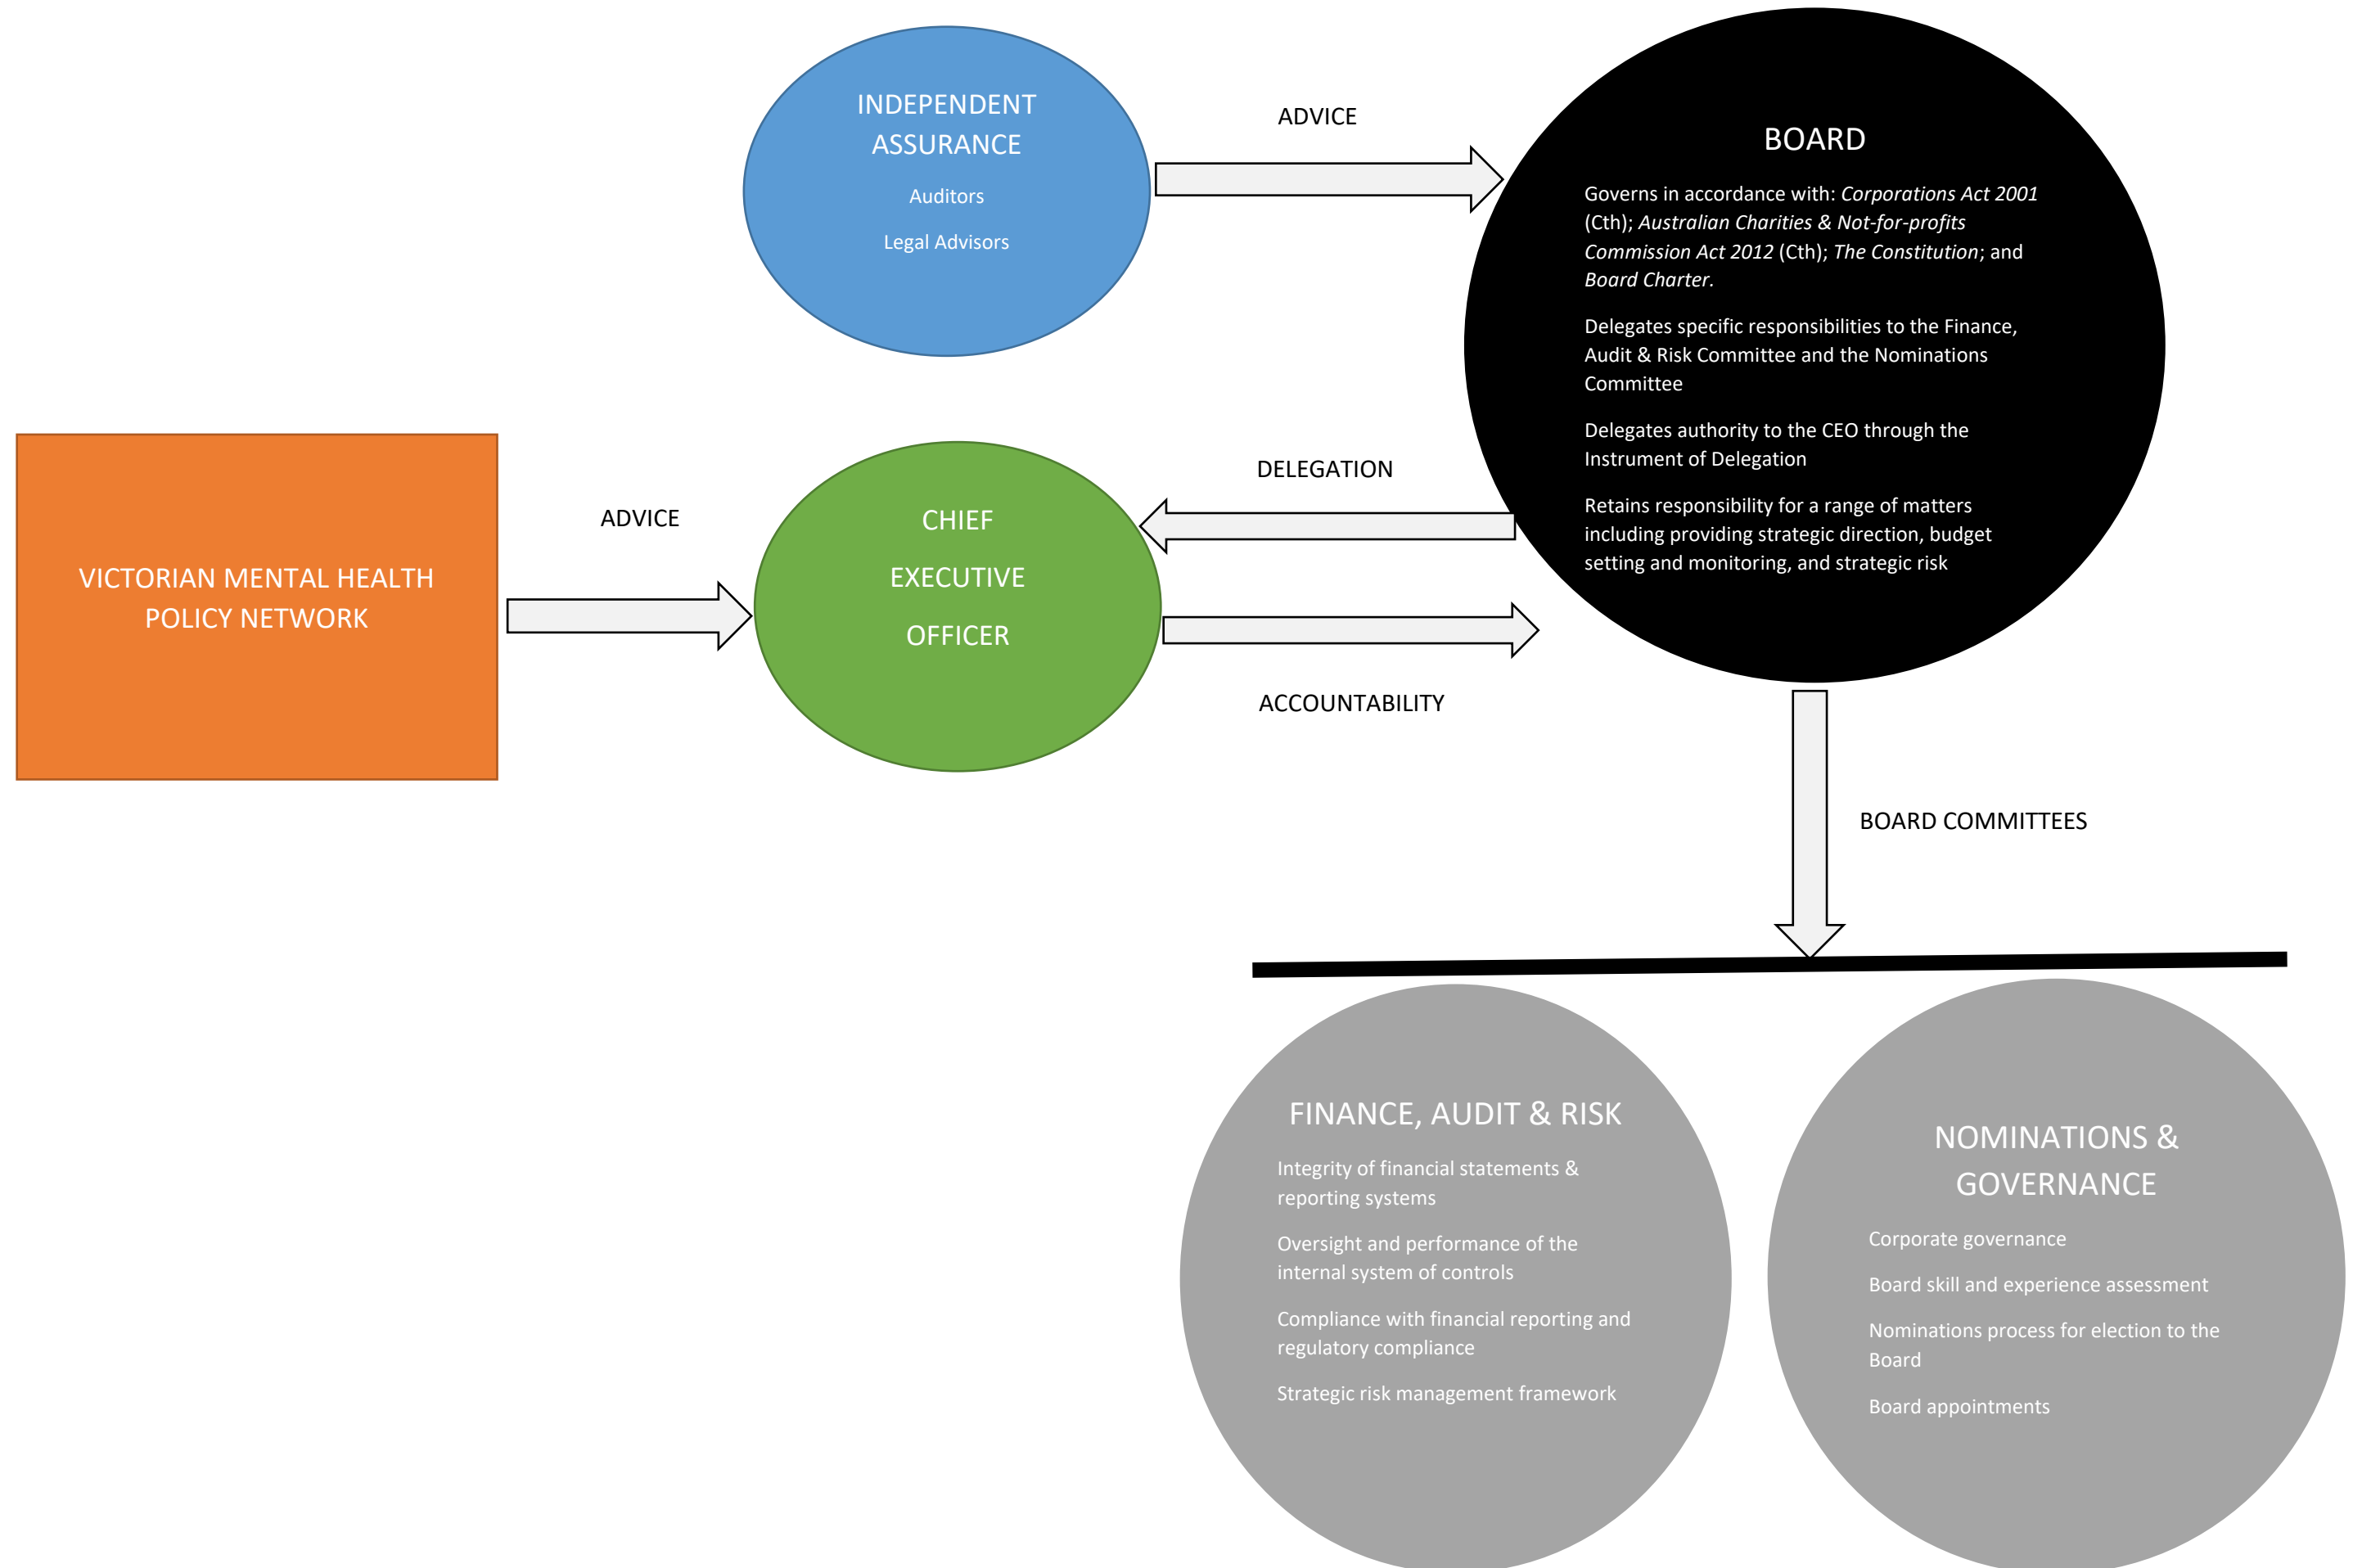 INDEPENDENT
ASSURANCE
Auditors
Legal Advisors
ADVICE
BOARD
Governs in accordance with: Corporations Act 2001
(Cth); Australian Charities & Not-for-profits
Commission Act 2012 (Cth); The Constitution; and
Board Charter.
Delegates specific responsibilities to the Finance,
Audit & Risk Committee and the Nominations
Committee
Delegates authority to the CEO through the
Instrument of Delegation
Retains responsibility for a range of matters
including providing strategic direction, budget
setting and monitoring, and strategic risk
VICTORIAN MENTAL HEALTH
POLICY NETWORK
ADVICE
CHIEF
EXECUTIVE
OFFICER
DELEGATION
ACCOUNTABILITY
BOARD COMMITTEES
FINANCE, AUDIT & RISK
Integrity of financial statements &
reporting systems
Oversight and performance of the
internal system of controls
Compliance with financial reporting and
regulatory compliance
Strategic risk management framework
NOMINATIONS &
GOVERNANCE
Corporate governance
Board skill and experience assessment
Nominations process for election to the
Board
Board appointments